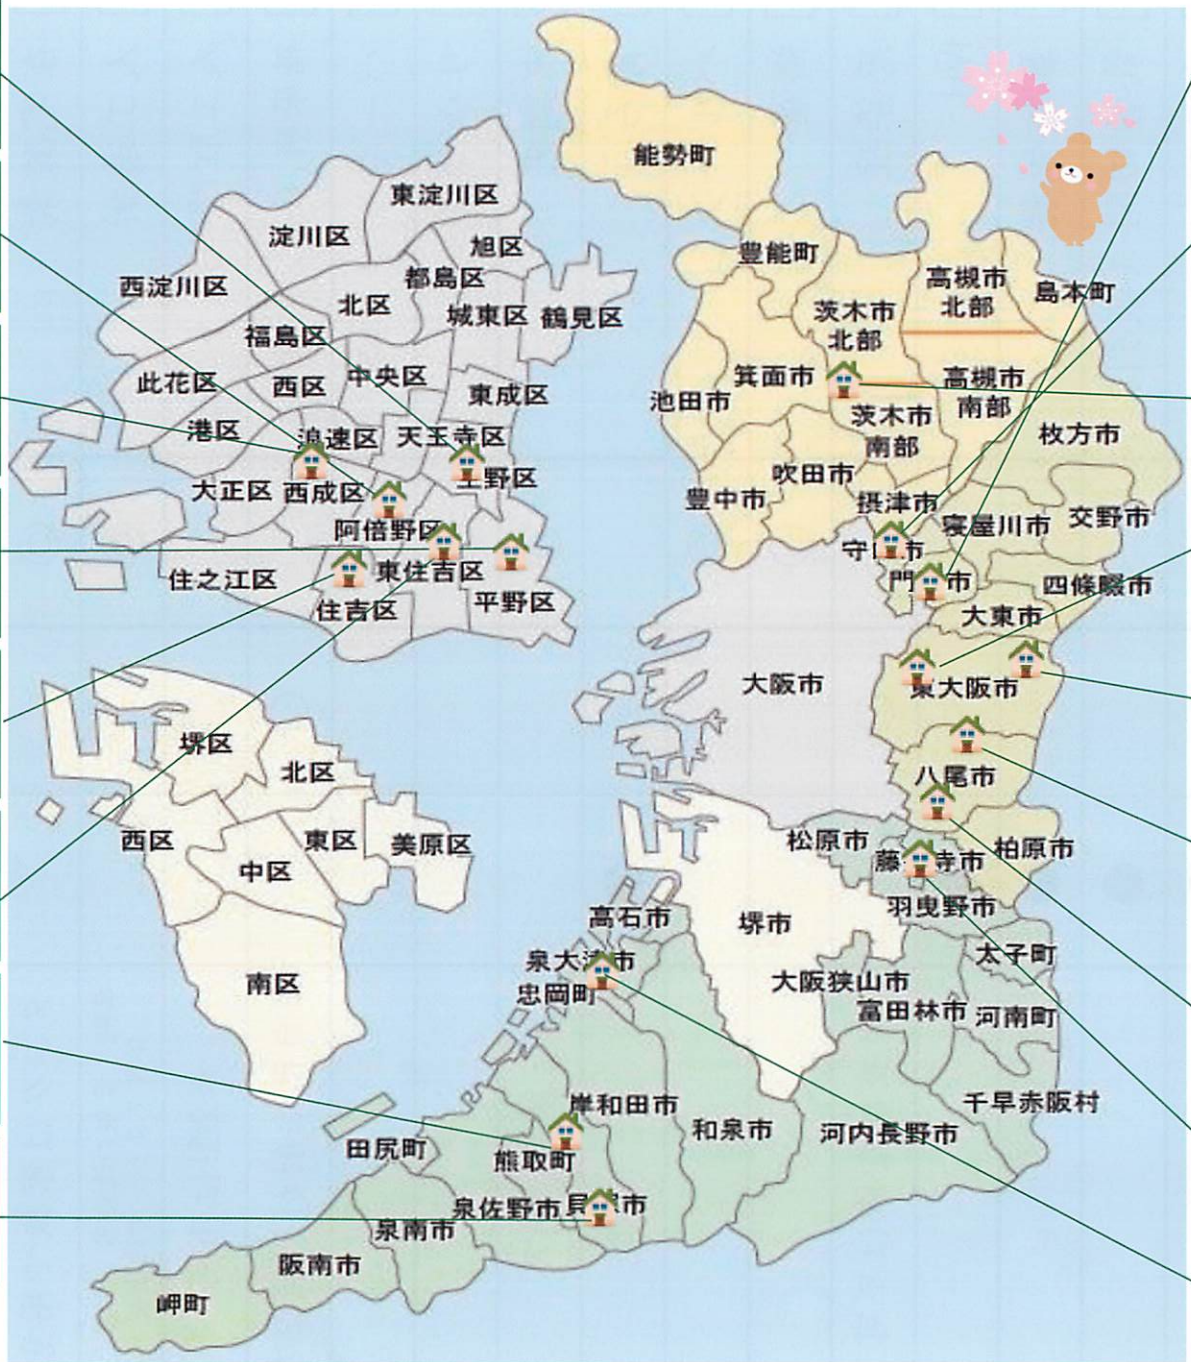 能勢町
東淀川区
淀川区
旭区
豊能町
都島区
西淀川区
北区
高槻市
北部
島本町
城東区
鶴見区
茨木市
北部
福島区
此花区
西区
中央区
東成区
箕面市
高槻市
南部
池田市
茨木市
南部
港区
浪速区
天王寺区
枚方市
大正区
西成区
野区
吹田市
豊中市
摂津市
寝屋川市
交野市
阿倍野区
守口市
住之江区
東住吉区
門 市
四條畷市
住吉区
平野区
大東市
大阪市
東大阪市
堺区
北区
八尾市
西区
東区
美原区
中区
松原市
藤 寺市
柏原市
羽曳野市
高石市
堺市
太子町
泉大津市
南区
忠岡町
大阪狭山市
富田林市
河南町
岸和田市
千早赤阪村
和泉市
河内長野市
田尻町
熊取町
泉佐野市
貝 市
泉南市
阪南市
岬町